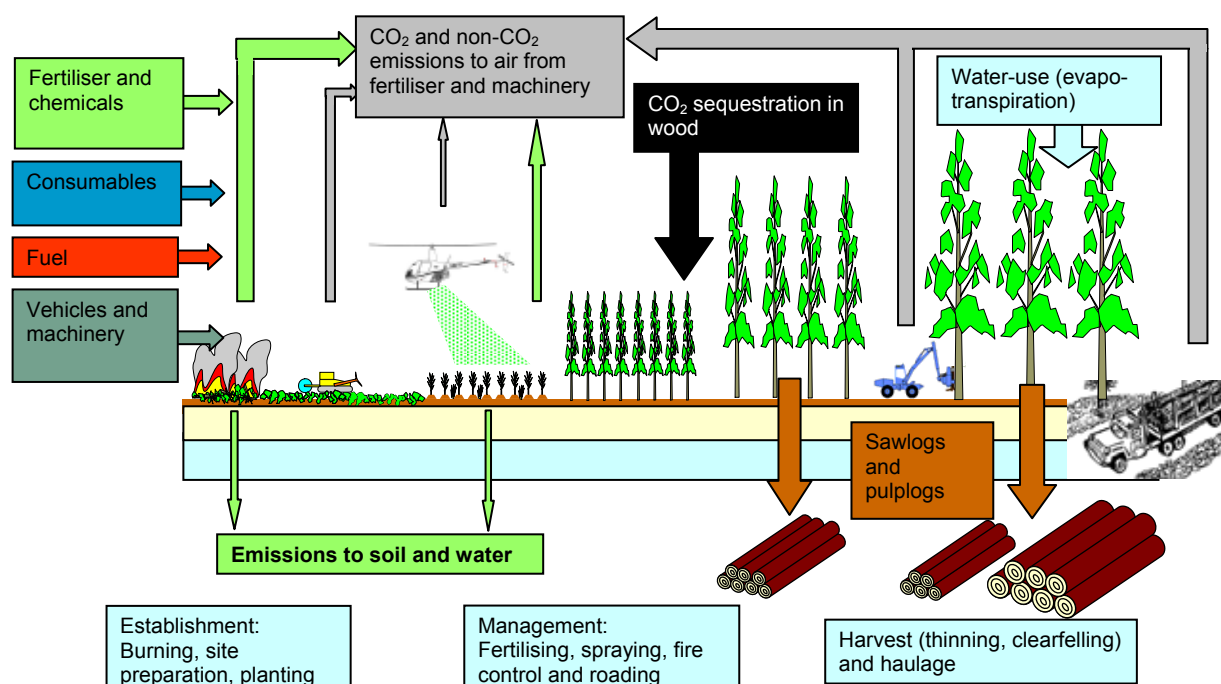 CO₂ and non-CO₂
emissions to air from
fertiliser and machinery
Fertiliser and
chemicals
Water-use (evapo-
transpiration)
CO₂ sequestration in
wood
Consumables
Fuel
Vehicles and
machinery
Sawlogs
and
pulplogs
Emissions to soil and water
Establishment:
Burning, site
preparation, planting
Management:
Fertilising, spraying, fire
control and roading
Harvest (thinning, clearfelling)
and haulage